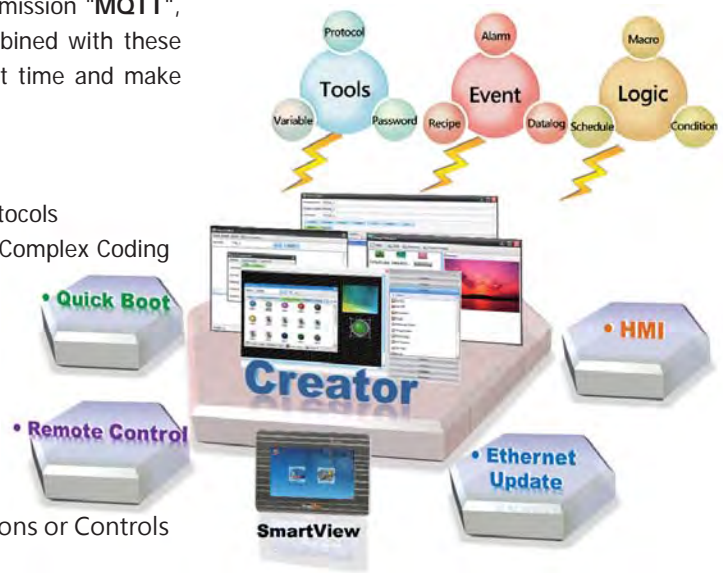 mission "MQTT",
bined with these
t time and make
Protocol
Tools
Variable
Password
Alarm
Event
Recipe
Datalog
Macro
Logic
Schedule
Condition
tocols
Complex Coding
• Quick Boot
Creator
• HMI
• Remote Control
• Ethernet
Update
SmartView
ons or Controls